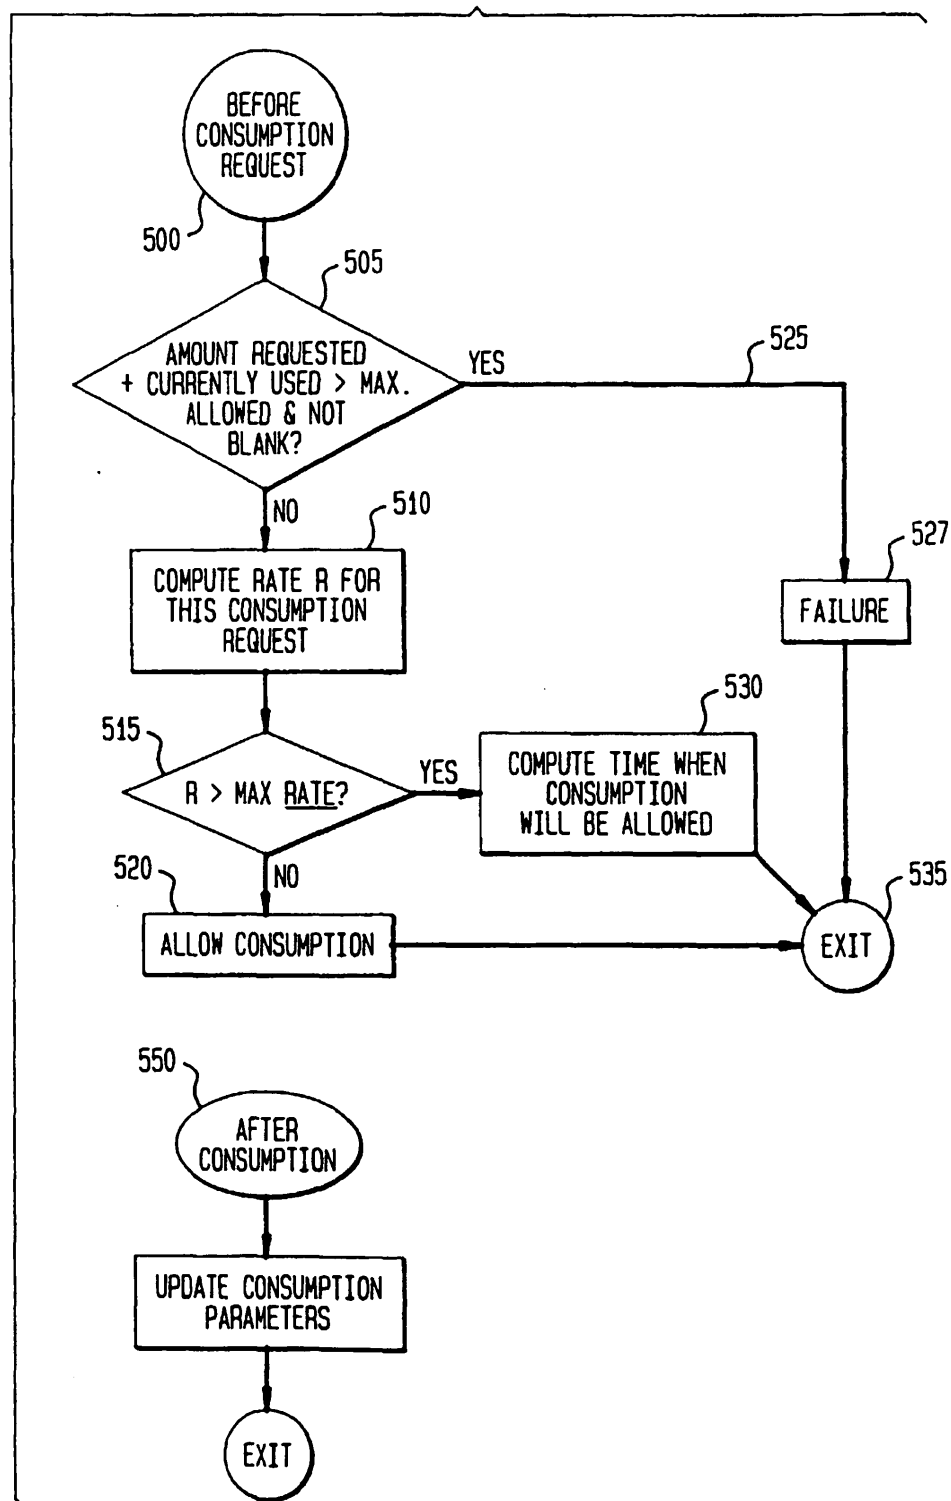 BEFORE
CONSUMPTION
REQUEST
500
505
AMOUNT REQUESTED
+ CURRENTLY USED > MAX.
ALLOWED & NOT
BLANK?
YES
525
NO
510
COMPUTE RATE R FOR
THIS CONSUMPTION
REQUEST
527
FAILURE
515
R > MAX RATE?
YES
530
COMPUTE TIME WHEN
CONSUMPTION
WILL BE ALLOWED
NO
520
ALLOW CONSUMPTION
535
EXIT
550
AFTER
CONSUMPTION
UPDATE CONSUMPTION
PARAMETERS
EXIT